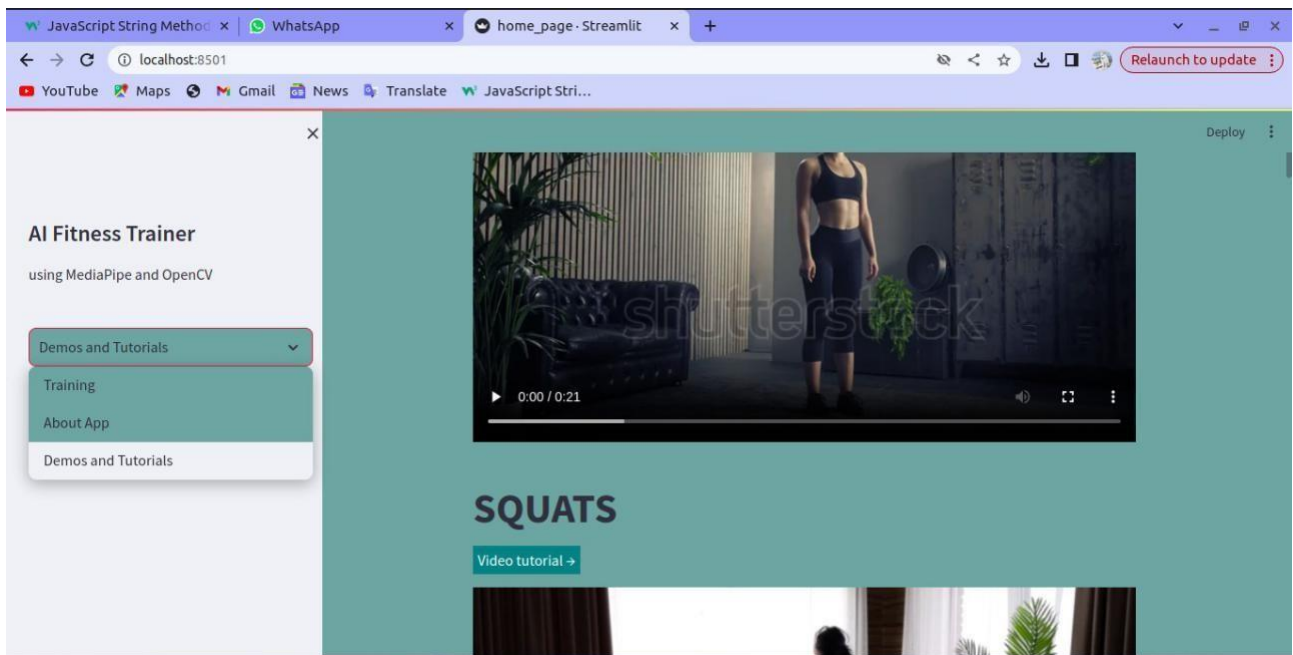 JavaScript String Method
WhatsApp
home_page · Streamlit
localhost:8501
Relaunch to update
YouTube
Maps
Gmail
News
Translate
JavaScript Stri...
Deploy
AI Fitness Trainer
using MediaPipe and OpenCV
Demos and Tutorials
Training
About App
Demos and Tutorials
shutterstock
0:00 / 0:21
SQUATS
Video tutorial →